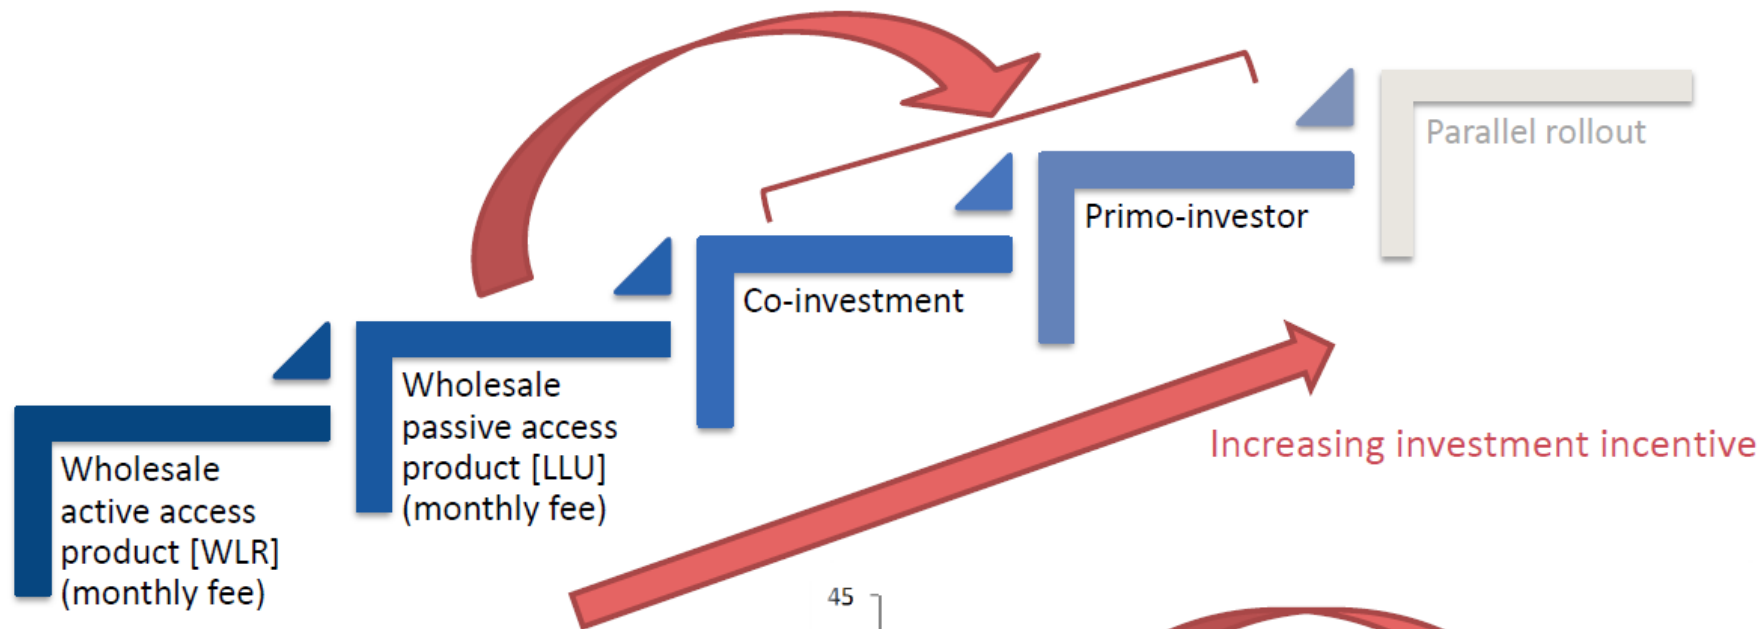 Parallel rollout
Primo-investor
Co-investment
Wholesale
passive access
product [LLU]
(monthly fee)
Increasing investment incentive
Wholesale
active access
product [WLR]
(monthly fee)
45